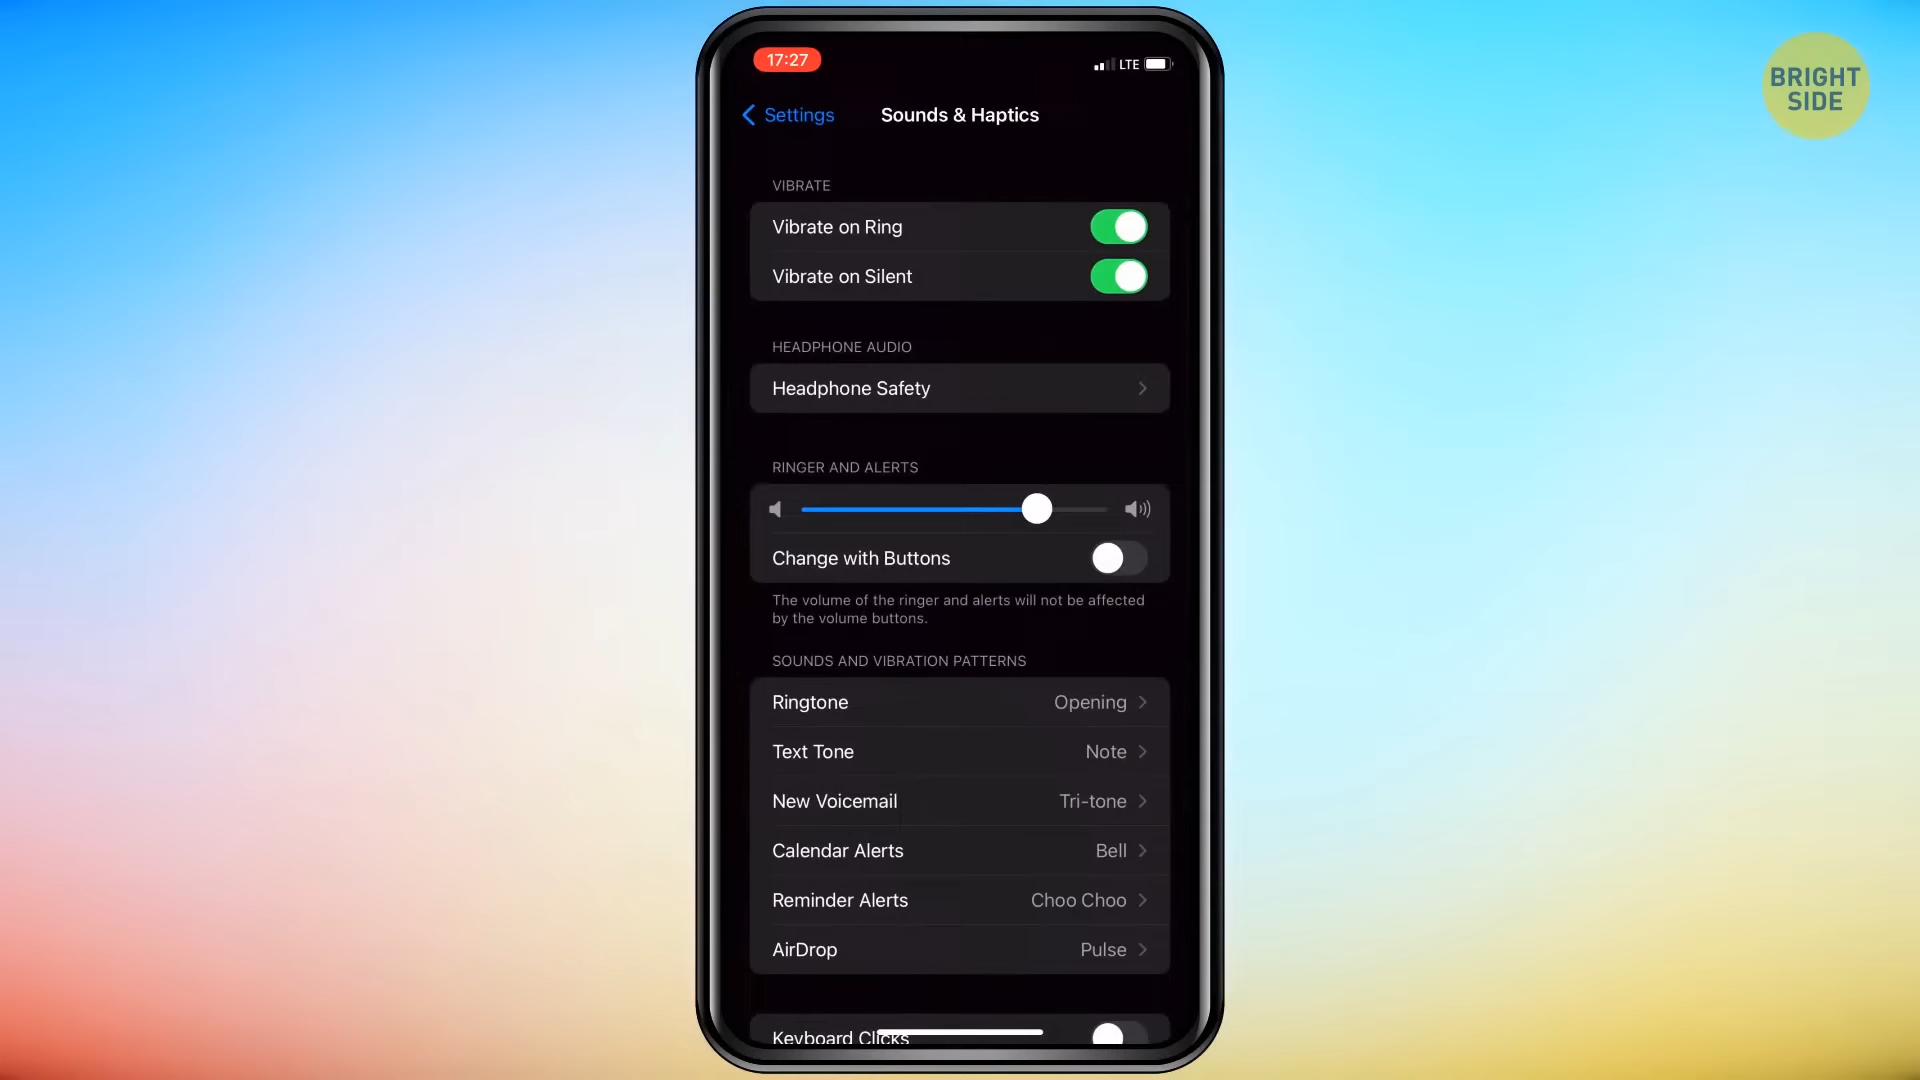 17:27
LTE
BRIGHT
SIDE
Settings
Sounds & Haptics
VIBRATE
Vibrate on Ring
Vibrate on Silent
HEADPHONE AUDIO
Headphone Safety
RINGER AND ALERTS
Change with Buttons
The volume of the ringer and alerts will not be affected
by the volume buttons.
SOUNDS AND VIBRATION PATTERNS
Ringtone Opening
Text Tone Note
New Voicemail Tri-tone
Calendar Alerts Bell
Reminder Alerts Choo Choo
AirDrop Pulse
Keyboard Clicks